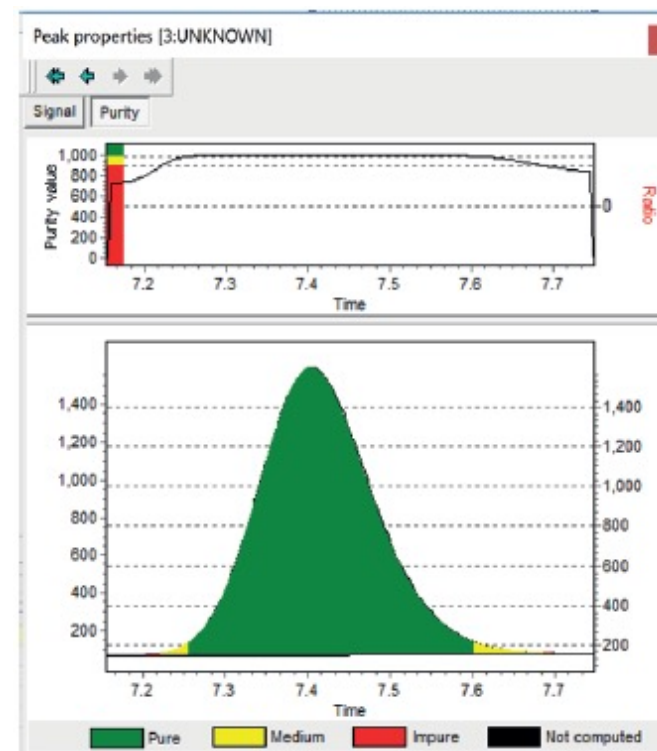 Peak properties [3:UNKNOWN]
Signal Purity
Purity value
1,000
800
600
400
200
0
0
Ratio
7.2 7.3 7.4 7.5 7.6 7.7
Time
1,400 1,400
1,200 1,200
1,000 1,000
800 800
600 600
400 400
200 200
7.2 7.3 7.4 7.5 7.6 7.7
Time
Pure Medium Impure Not computed